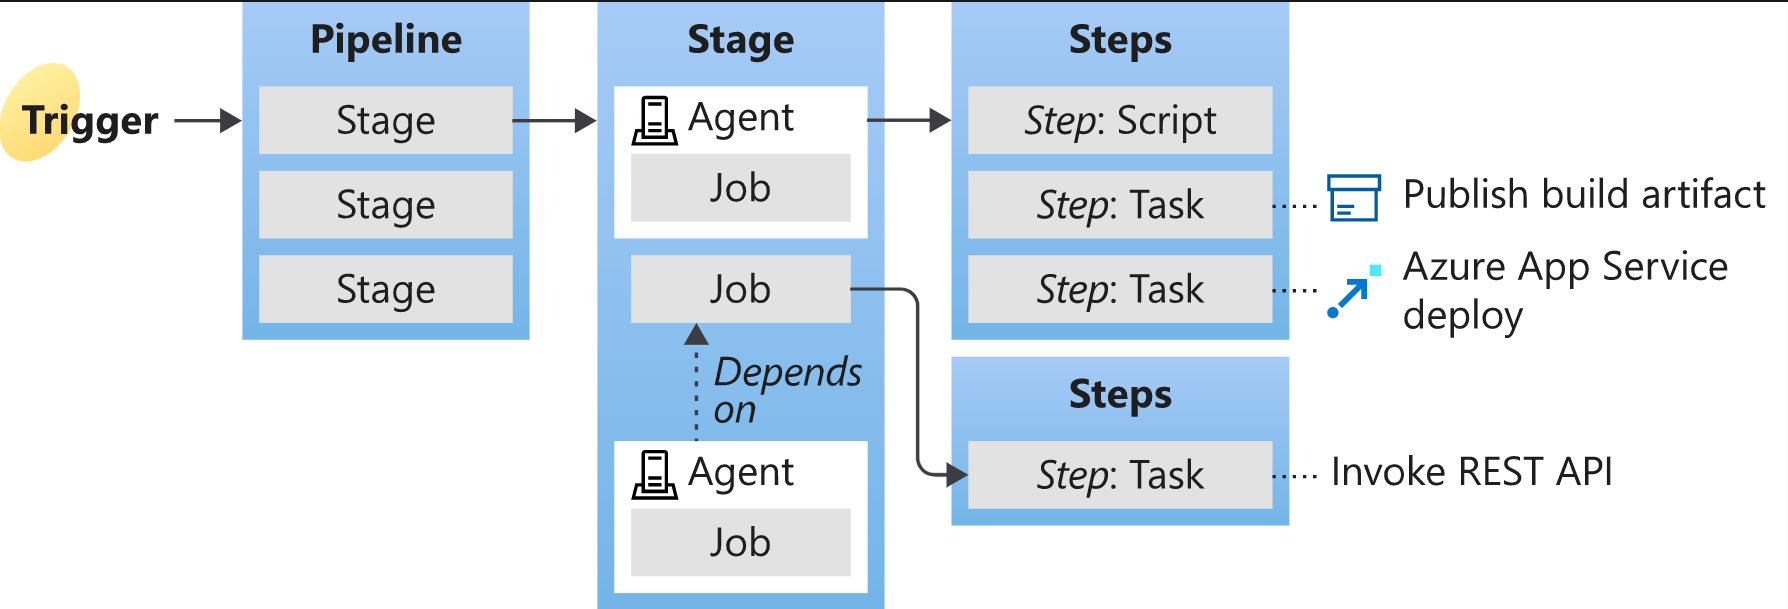 Trigger
Pipeline
Stage
Stage
Stage
Stage
Agent
Job
Job
Depends
on
Agent
Job
Steps
Step: Script
Step: Task
Publish build artifact
Step: Task
Azure App Service
deploy
Steps
Step: Task
Invoke REST API